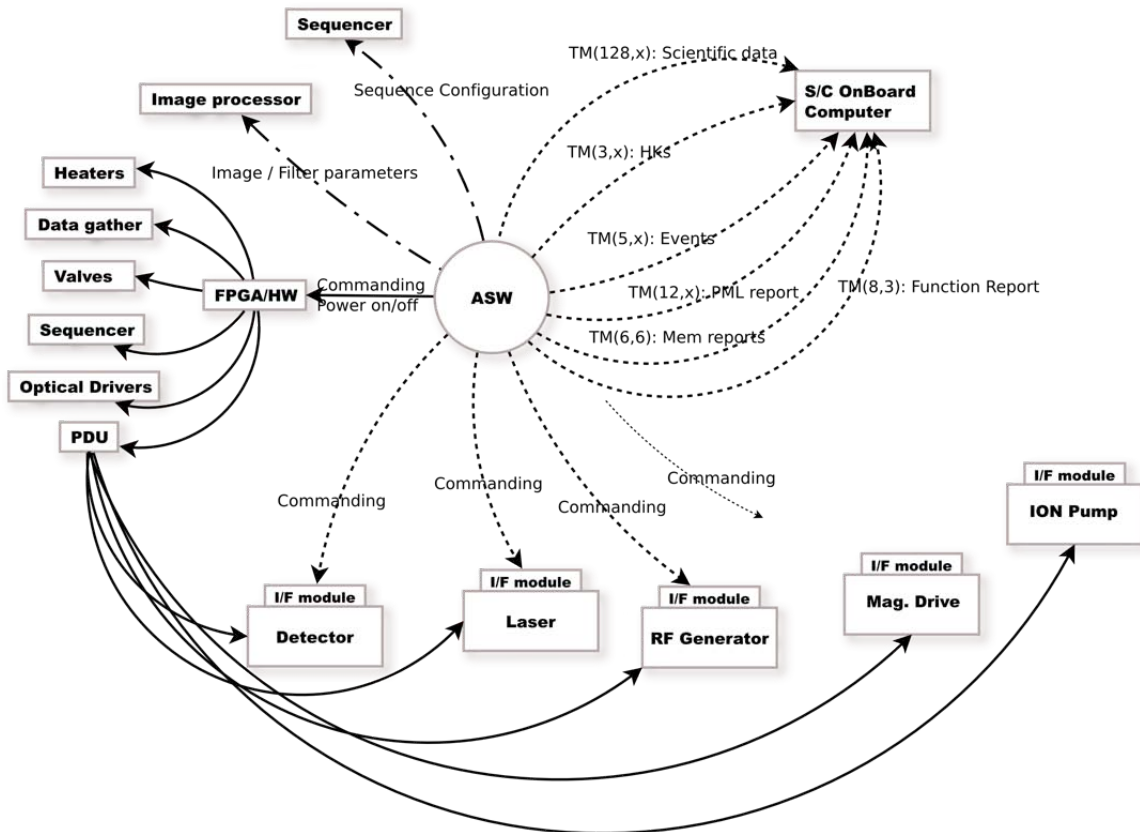 Sequencer
TM(128,x): Scientific data
S/C OnBoard
Computer
Image processor
Sequence Configuration
TM(3,x): HKs
Heaters
Image / Filter parameters
Data gather
TM(5,x): Events
Valves
FPGA/HW
Commanding
Power on/off
ASW
TM(12,x): PML report
TM(8,3): Function Report
Sequencer
TM(6,6): Mem reports
Optical Drivers
PDU
Commanding
Commanding
Commanding
Commanding
I/F module
ION Pump
I/F module
Detector
I/F module
Laser
I/F module
RF Generator
I/F module
Mag. Drive